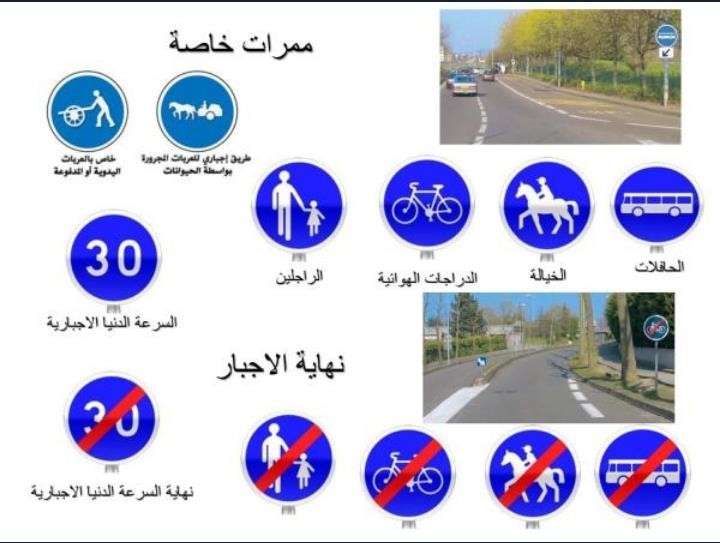 ممرات خاصة
طريق إجباري للعربات المجرورة
بواسطة الحيوانات
خاص بالعربات
اليدوية أو المدفوعة
الحافلات
الخيالة
الدراجات الهوائية
الراجلين
30
السرعة الدنيا الاجبارية
نهاية الاجبار
30
نهاية السرعة الدنيا الاجبارية